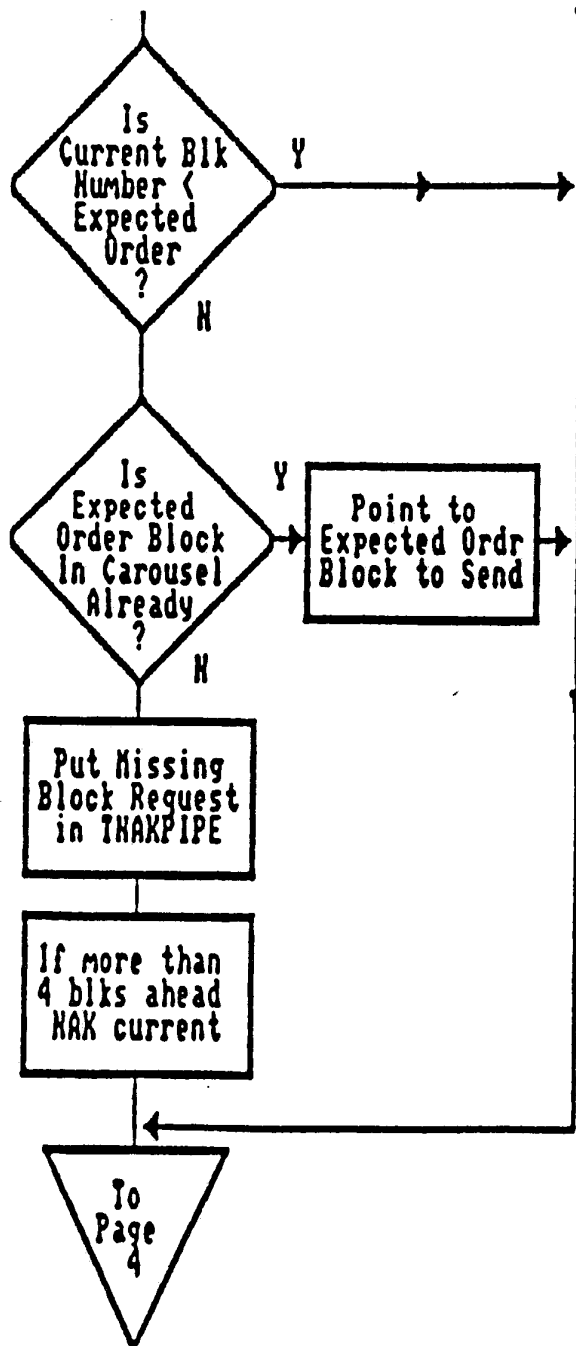 Is
Current Blk
Number <
Expected
Order
?
Y
N
Is
Expected
Order Block
In Carousel
Already
?
Y
N
Point to
Expected Ordr
Block to Send
Put Missing
Block Request
in TNAKPIPE
If more than
4 blks ahead
NAK current
To
Page
4